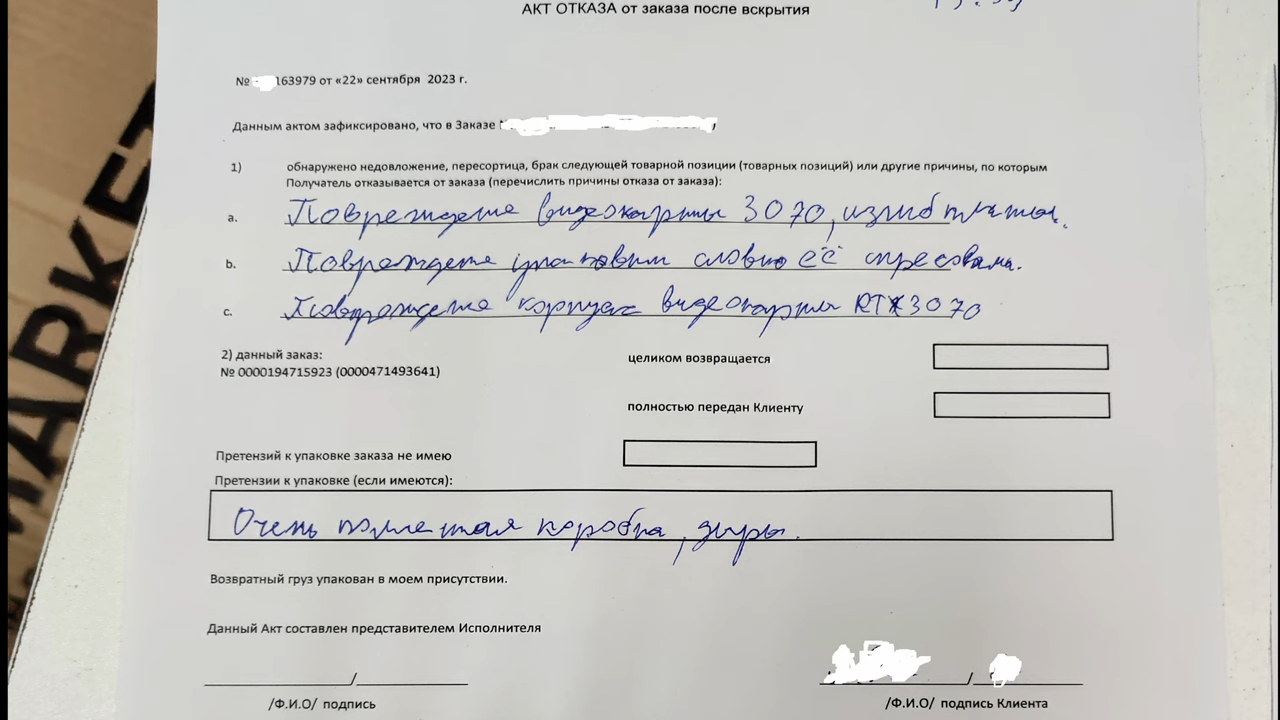 АКТ ОТКАЗА от заказа после вскрытия
№ 163979 от «22» сентября 2023 г.
Данным актом зафиксировано, что в Заказе
1) обнаружено недовложение, пересортица, брак следующей товарной позиции (товарных позиций) или другие причины, по которым
Получатель отказывается от заказа (перечислить причины отказа от заказа):
a. Повреждение видеокарты 3070, изгиб платы.
b. Повреждение упаковки словно её прессовали.
c. Повреждение корпуса видеокарты RTX3070
2) данный заказ: целиком возвращается
№ 0000194715923 (0000471493641)
полностью передан Клиенту
Претензий к упаковке заказа не имею
Претензии к упаковке (если имеются):
Очень помятая коробка, дыры.
Возвратный груз упакован в моем присутствии.
Данный Акт составлен представителем Исполнителя
/Ф.И.О/ подпись /Ф.И.О/ подпись Клиента
MARKET